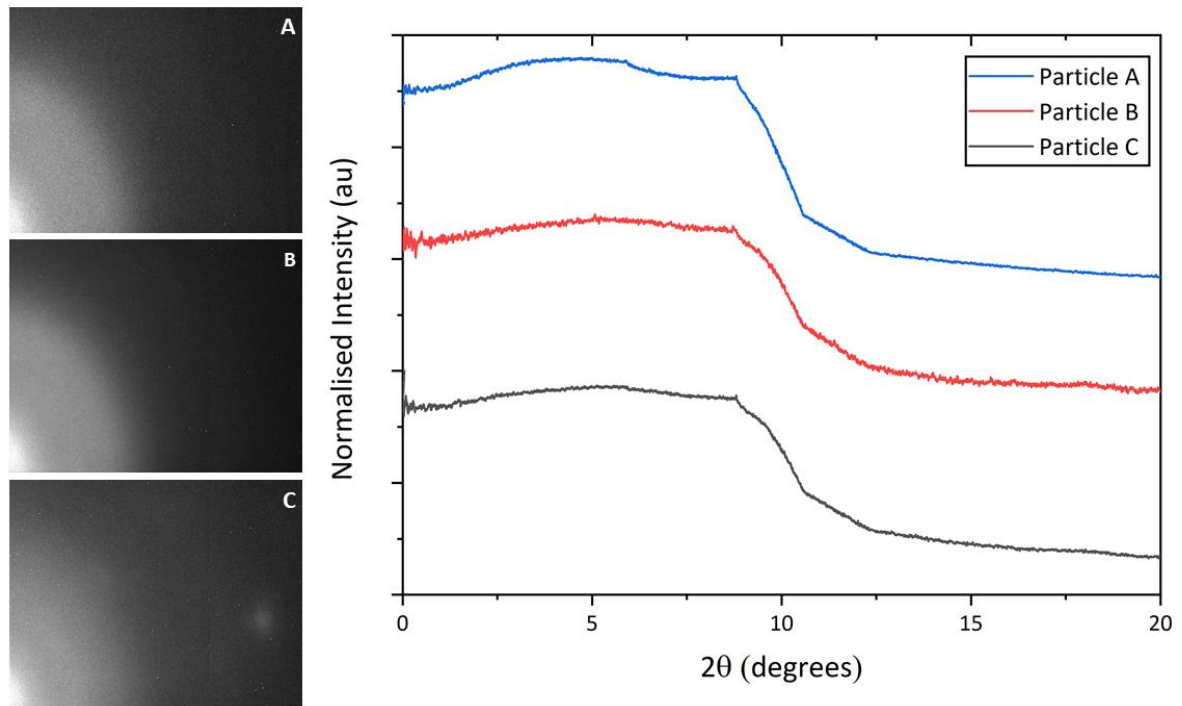 A
B
C
Particle A
Particle B
Particle C
Normalised Intensity (au)
0
5
10
15
20
2θ (degrees)